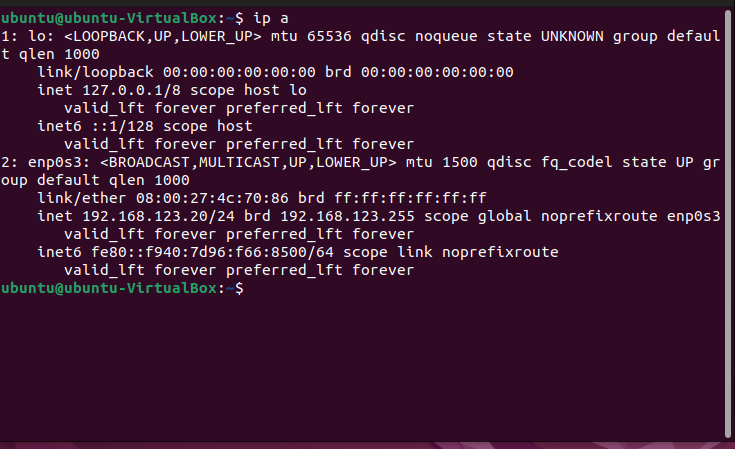 ubuntu@ubuntu-VirtualBox:~$ ip a
1: lo: <LOOPBACK,UP,LOWER_UP> mtu 65536 qdisc noqueue state UNKNOWN group defaul
t qlen 1000
    link/loopback 00:00:00:00:00:00 brd 00:00:00:00:00:00
    inet 127.0.0.1/8 scope host lo
       valid_lft forever preferred_lft forever
    inet6 ::1/128 scope host
       valid_lft forever preferred_lft forever
2: enp0s3: <BROADCAST,MULTICAST,UP,LOWER_UP> mtu 1500 qdisc fq_codel state UP gr
oup default qlen 1000
    link/ether 08:00:27:4c:70:86 brd ff:ff:ff:ff:ff:ff
    inet 192.168.123.20/24 brd 192.168.123.255 scope global noprefixroute enp0s3
       valid_lft forever preferred_lft forever
    inet6 fe80::f940:7d96:f66:8500/64 scope link noprefixroute
       valid_lft forever preferred_lft forever
ubuntu@ubuntu-VirtualBox:~$